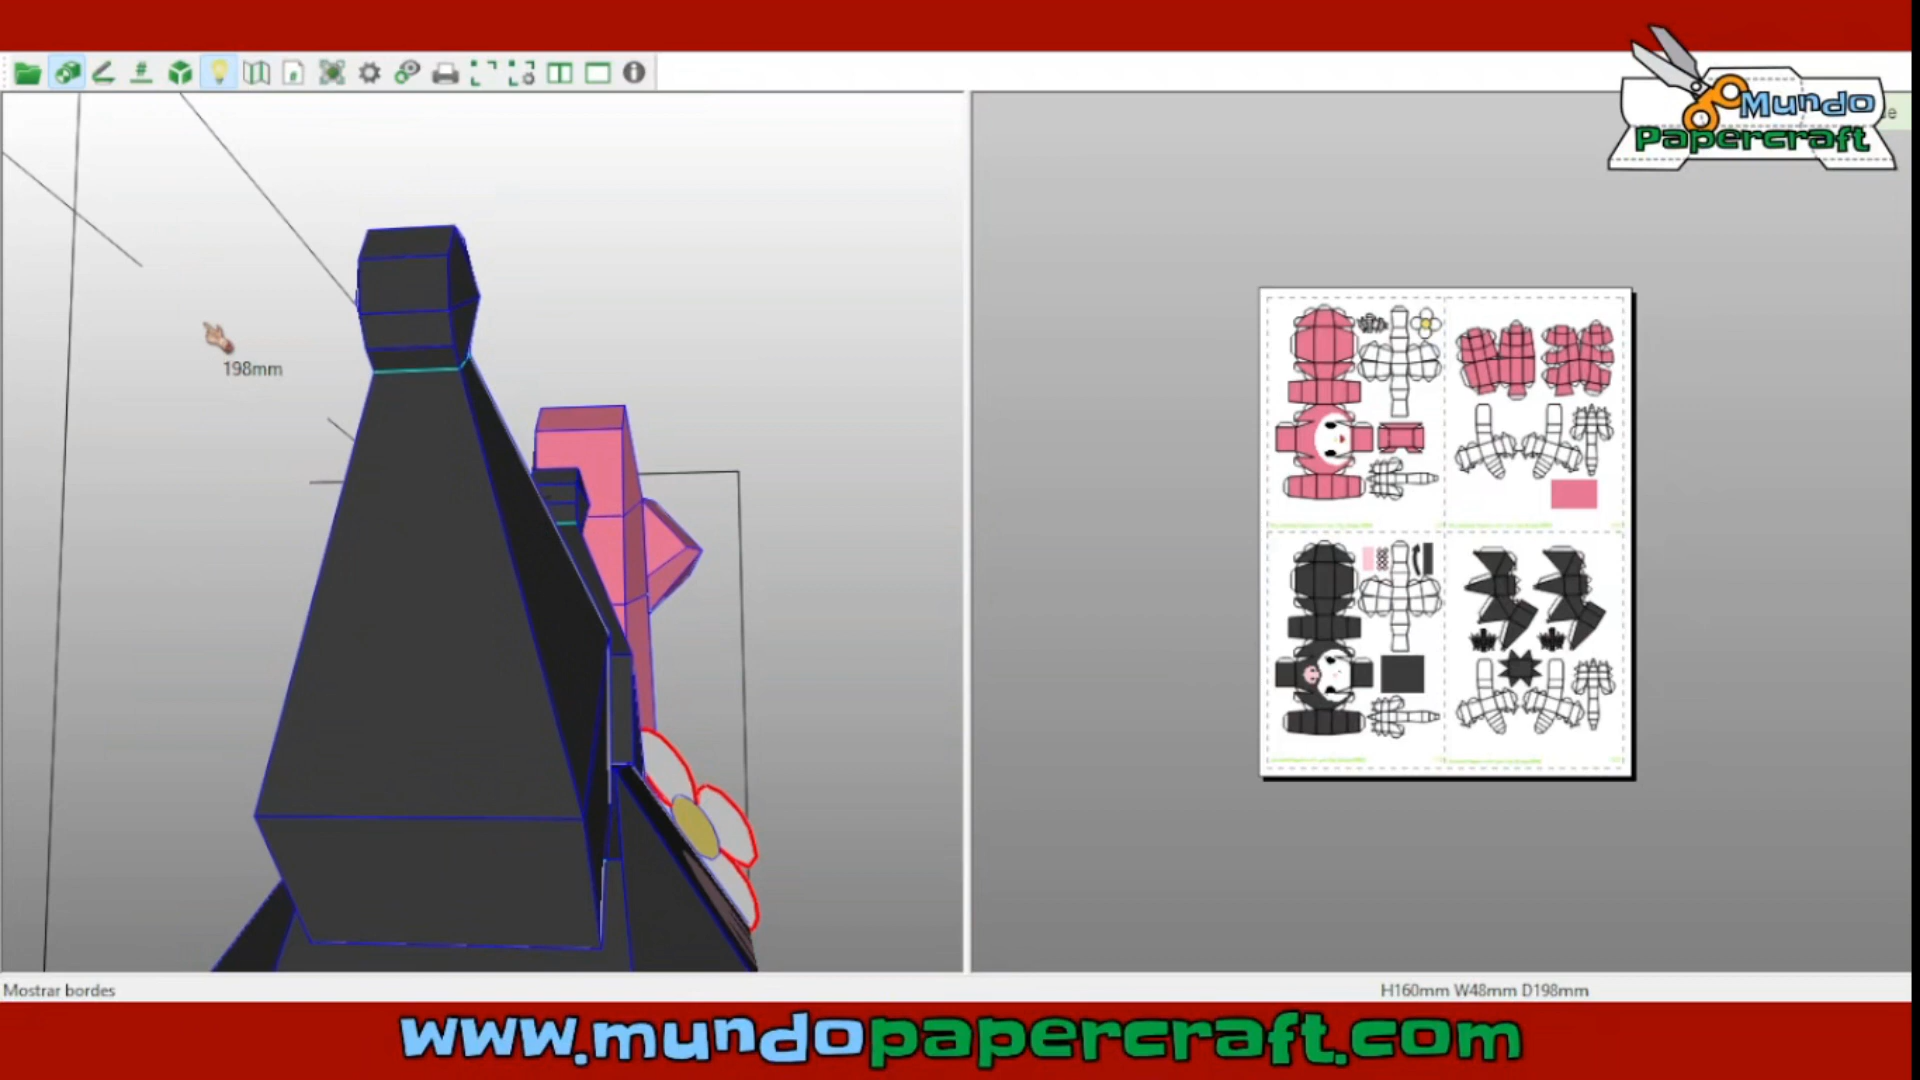 Mundo
Papercraft
198mm
Mostrar bordes
H160mm W48mm D198mm
www.mundopapercraft.com